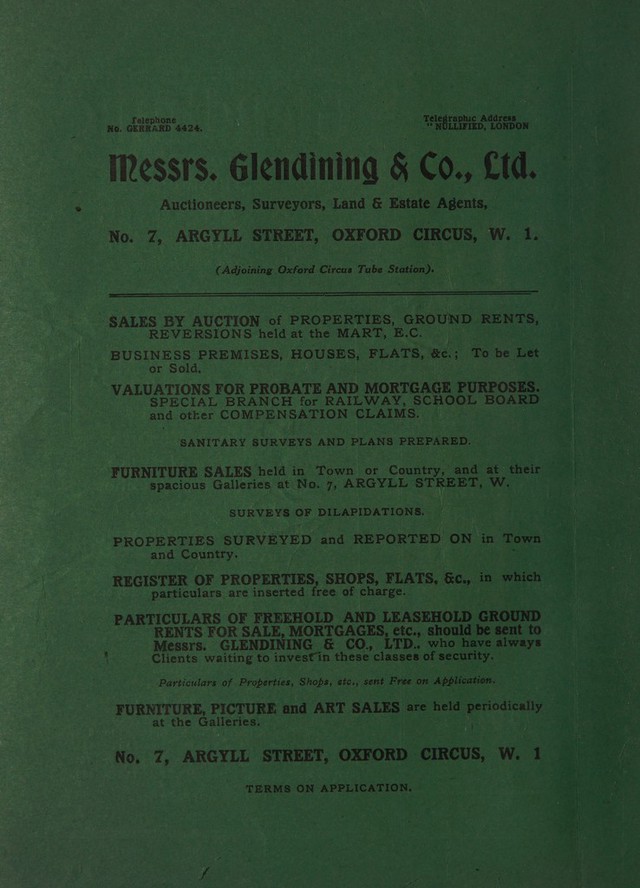 Telephone
No. GERRARD 4424.
Telegraphic Address
"NULLIFIED, LONDON
Messrs. Glendining & Co., Ltd.
Auctioneers, Surveyors, Land & Estate Agents,
No. 7, ARGYLL STREET, OXFORD CIRCUS, W. 1.
(Adjoining Oxford Circus Tube Station).
SALES BY AUCTION of PROPERTIES, GROUND RENTS,
REVERSIONS held at the MART, E.C.
BUSINESS PREMISES, HOUSES, FLATS, &c.; To be Let
or Sold.
VALUATIONS FOR PROBATE AND MORTGAGE PURPOSES.
SPECIAL BRANCH for RAILWAY, SCHOOL BOARD
and other COMPENSATION CLAIMS.
SANITARY SURVEYS AND PLANS PREPARED.
FURNITURE SALES held in Town or Country, and at their
spacious Galleries at No. 7, ARGYLL STREET, W.
SURVEYS OF DILAPIDATIONS.
PROPERTIES SURVEYED and REPORTED ON in Town
and Country.
REGISTER OF PROPERTIES, SHOPS, FLATS, &c., in which
particulars are inserted free of charge.
PARTICULARS OF FREEHOLD AND LEASEHOLD GROUND
RENTS FOR SALE, MORTGAGES, etc., should be sent to
Messrs. GLENDINING & CO., LTD., who have always
Clients waiting to invest in these classes of security.
Particulars of Properties, Shops, etc., sent Free on Application.
FURNITURE, PICTURE and ART SALES are held periodically
at the Galleries.
No. 7, ARGYLL STREET, OXFORD CIRCUS, W. 1
TERMS ON APPLICATION.